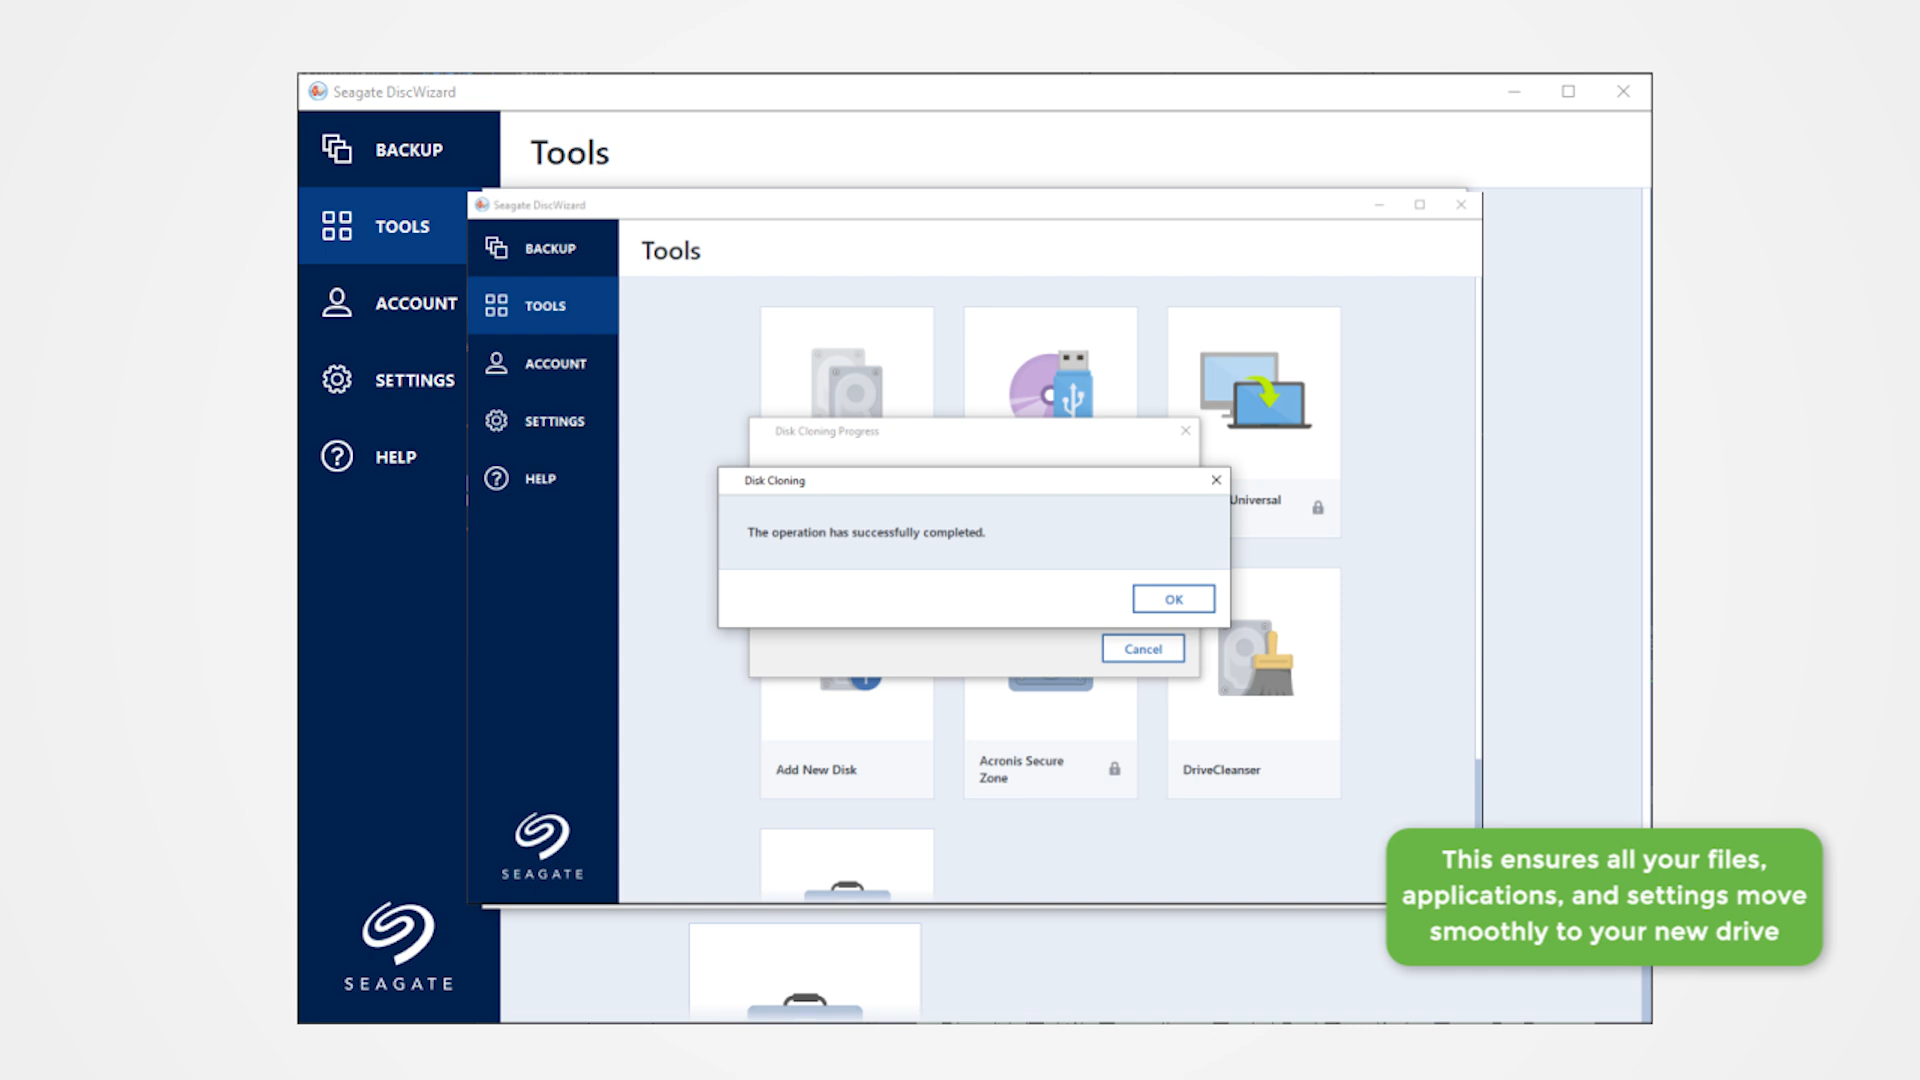 Seagate DiscWizard
BACKUP
Tools
TOOLS
ACCOUNT
SETTINGS
HELP
SEAGATE
Seagate DiscWizard
BACKUP
Tools
TOOLS
ACCOUNT
SETTINGS
HELP
SEAGATE
Disk Cloning Progress
Disk Cloning
The operation has successfully completed.
OK
Cancel
Universal
Add New Disk
Acronis Secure
Zone
DriveCleanser
This ensures all your files,
applications, and settings move
smoothly to your new drive